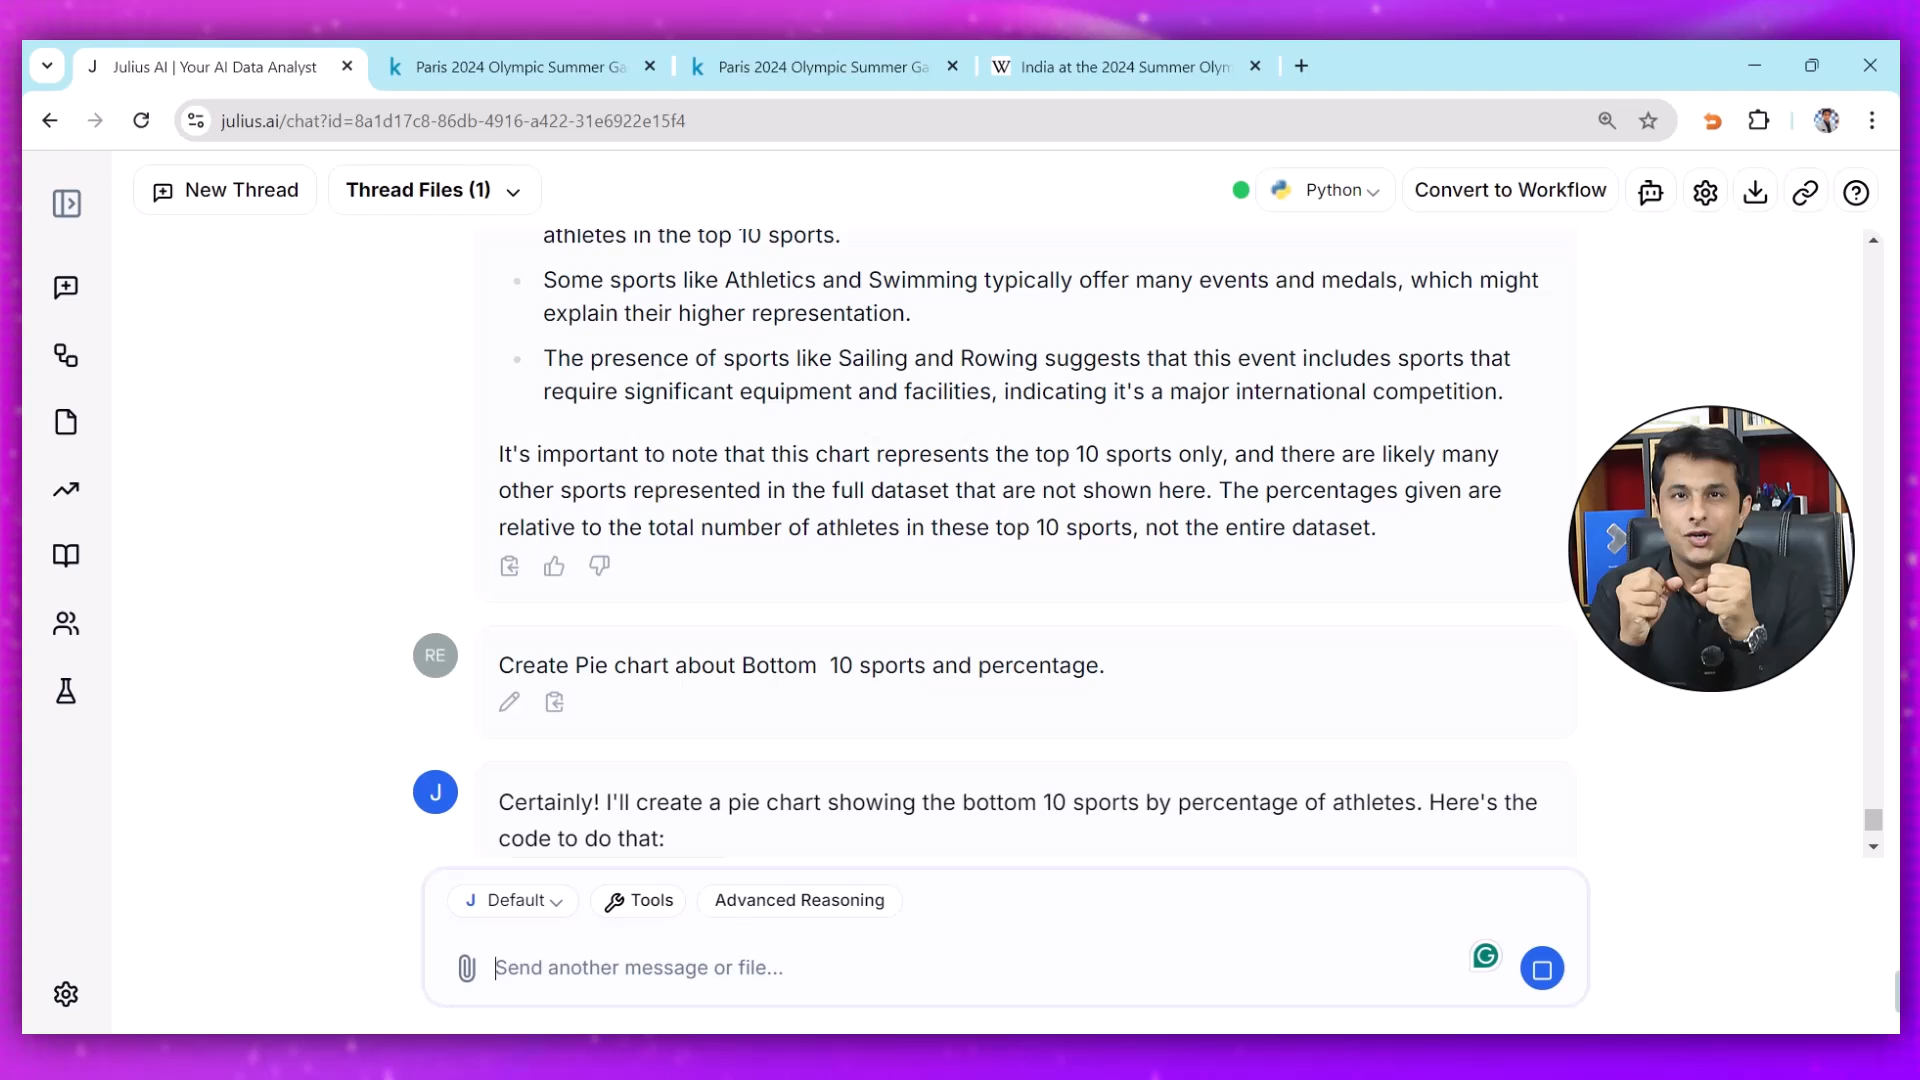 J Julius AI | Your AI Data Analyst
k Paris 2024 Olympic Summer Ga
k Paris 2024 Olympic Summer Ga
W India at the 2024 Summer Olym
julius.ai/chat?id=8a1d17c8-86db-4916-a422-31e6922e15f4
New Thread
Thread Files (1)
Python
Convert to Workflow
athletes in the top 10 sports.
Some sports like Athletics and Swimming typically offer many events and medals, which might
explain their higher representation.
The presence of sports like Sailing and Rowing suggests that this event includes sports that
require significant equipment and facilities, indicating it's a major international competition.
It's important to note that this chart represents the top 10 sports only, and there are likely many
other sports represented in the full dataset that are not shown here. The percentages given are
relative to the total number of athletes in these top 10 sports, not the entire dataset.
RE
Create Pie chart about Bottom  10 sports and percentage.
J
Certainly! I'll create a pie chart showing the bottom 10 sports by percentage of athletes. Here's the
code to do that:
J Default
Tools
Advanced Reasoning
Send another message or file...
G